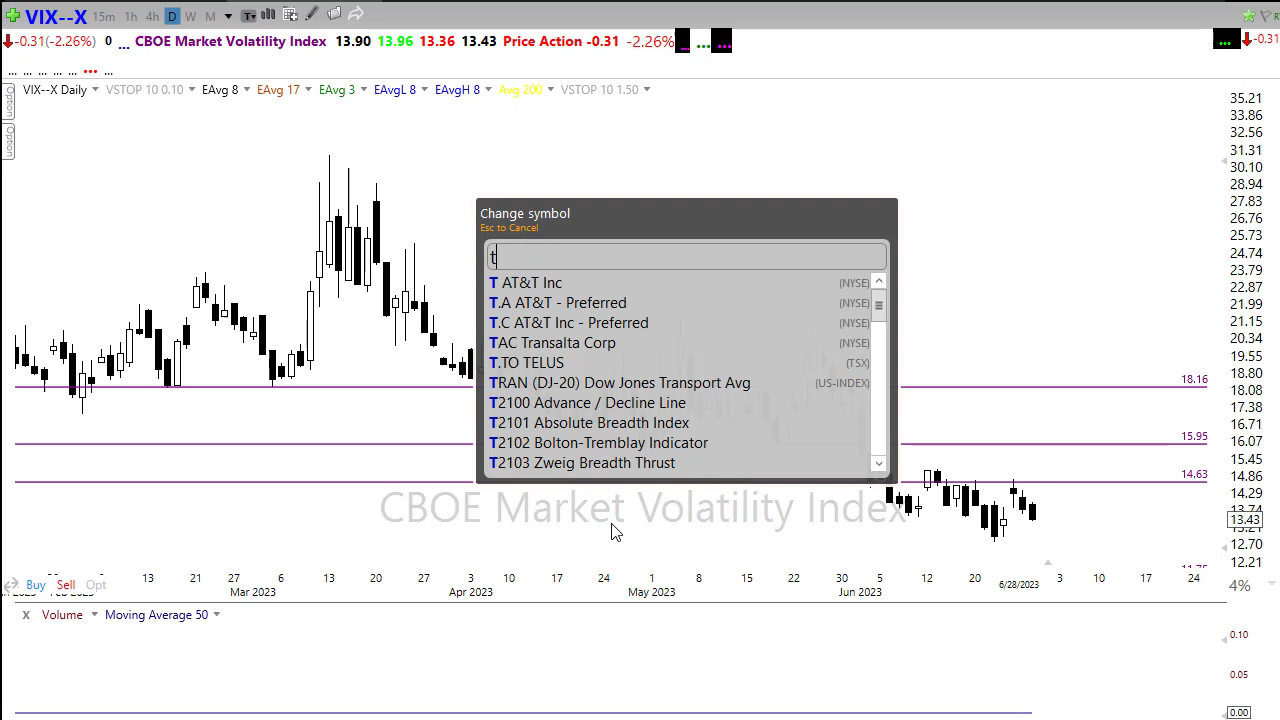 VIX--X 15m 1h 4h D W M T
-0.31(-2.26%) 0 ... CBOE Market Volatility Index 13.90 13.96 13.36 13.43 Price Action -0.31 -2.26% ... ... ... ... -0.31
... ... ... ... ... ... ...
VIX--X Daily VSTOP 10 0.10 EAvg 8 EAvg 17 EAvg 3 EAvgL 8 EAvgH 8 Avg 200 VSTOP 10 1.50
Option
Option
35.21
33.86
32.56
31.31
30.10
28.94
27.83
26.76
25.73
24.74
23.79
22.87
21.99
21.15
20.34
19.55
18.80
18.08
17.38
16.71
16.07
15.45
14.86
14.29
13.74
13.43
12.70
12.21
18.16
15.95
14.63
Change symbol
Esc to Cancel
t
T AT&T Inc (NYSE)
T.A AT&T - Preferred (NYSE)
T.C AT&T Inc - Preferred (NYSE)
TAC Transalta Corp (NYSE)
T.TO TELUS (TSX)
TRAN (DJ-20) Dow Jones Transport Avg (US-INDEX)
T2100 Advance / Decline Line
T2101 Absolute Breadth Index
T2102 Bolton-Tremblay Indicator
T2103 Zweig Breadth Thrust
CBOE Market Volatility Index
Buy Sell Opt 13 21 27 6 13 20 27 3 10 17 24 1 8 15 22 30 5 12 20 6/28/2023 3 10 17 24 4%
Mar 2023 Apr 2023 May 2023 Jun 2023
X Volume Moving Average 50
0.10
0.05
0.00